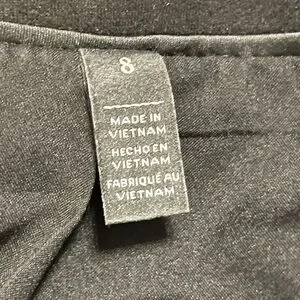 8
MADE IN
VIETNAM
HECHO EN
VIETNAM
FABRIQUÉ AU
VIETNAM